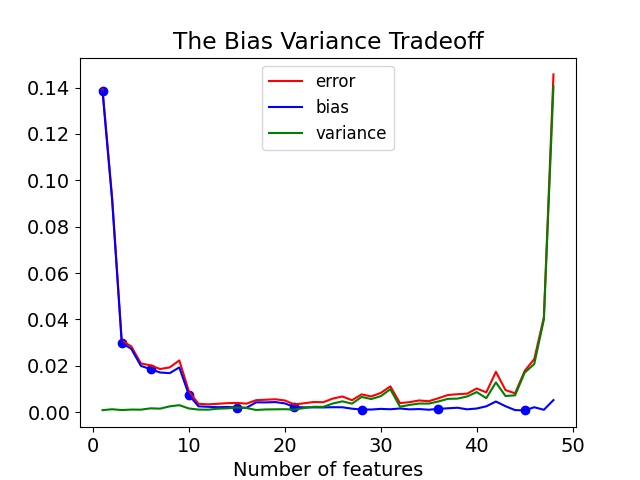 The Bias Variance Tradeoff
error
bias
variance
0.14
0.12
0.10
0.08
0.06
0.04
0.02
0.00
0 10 20 30 40 50
Number of features